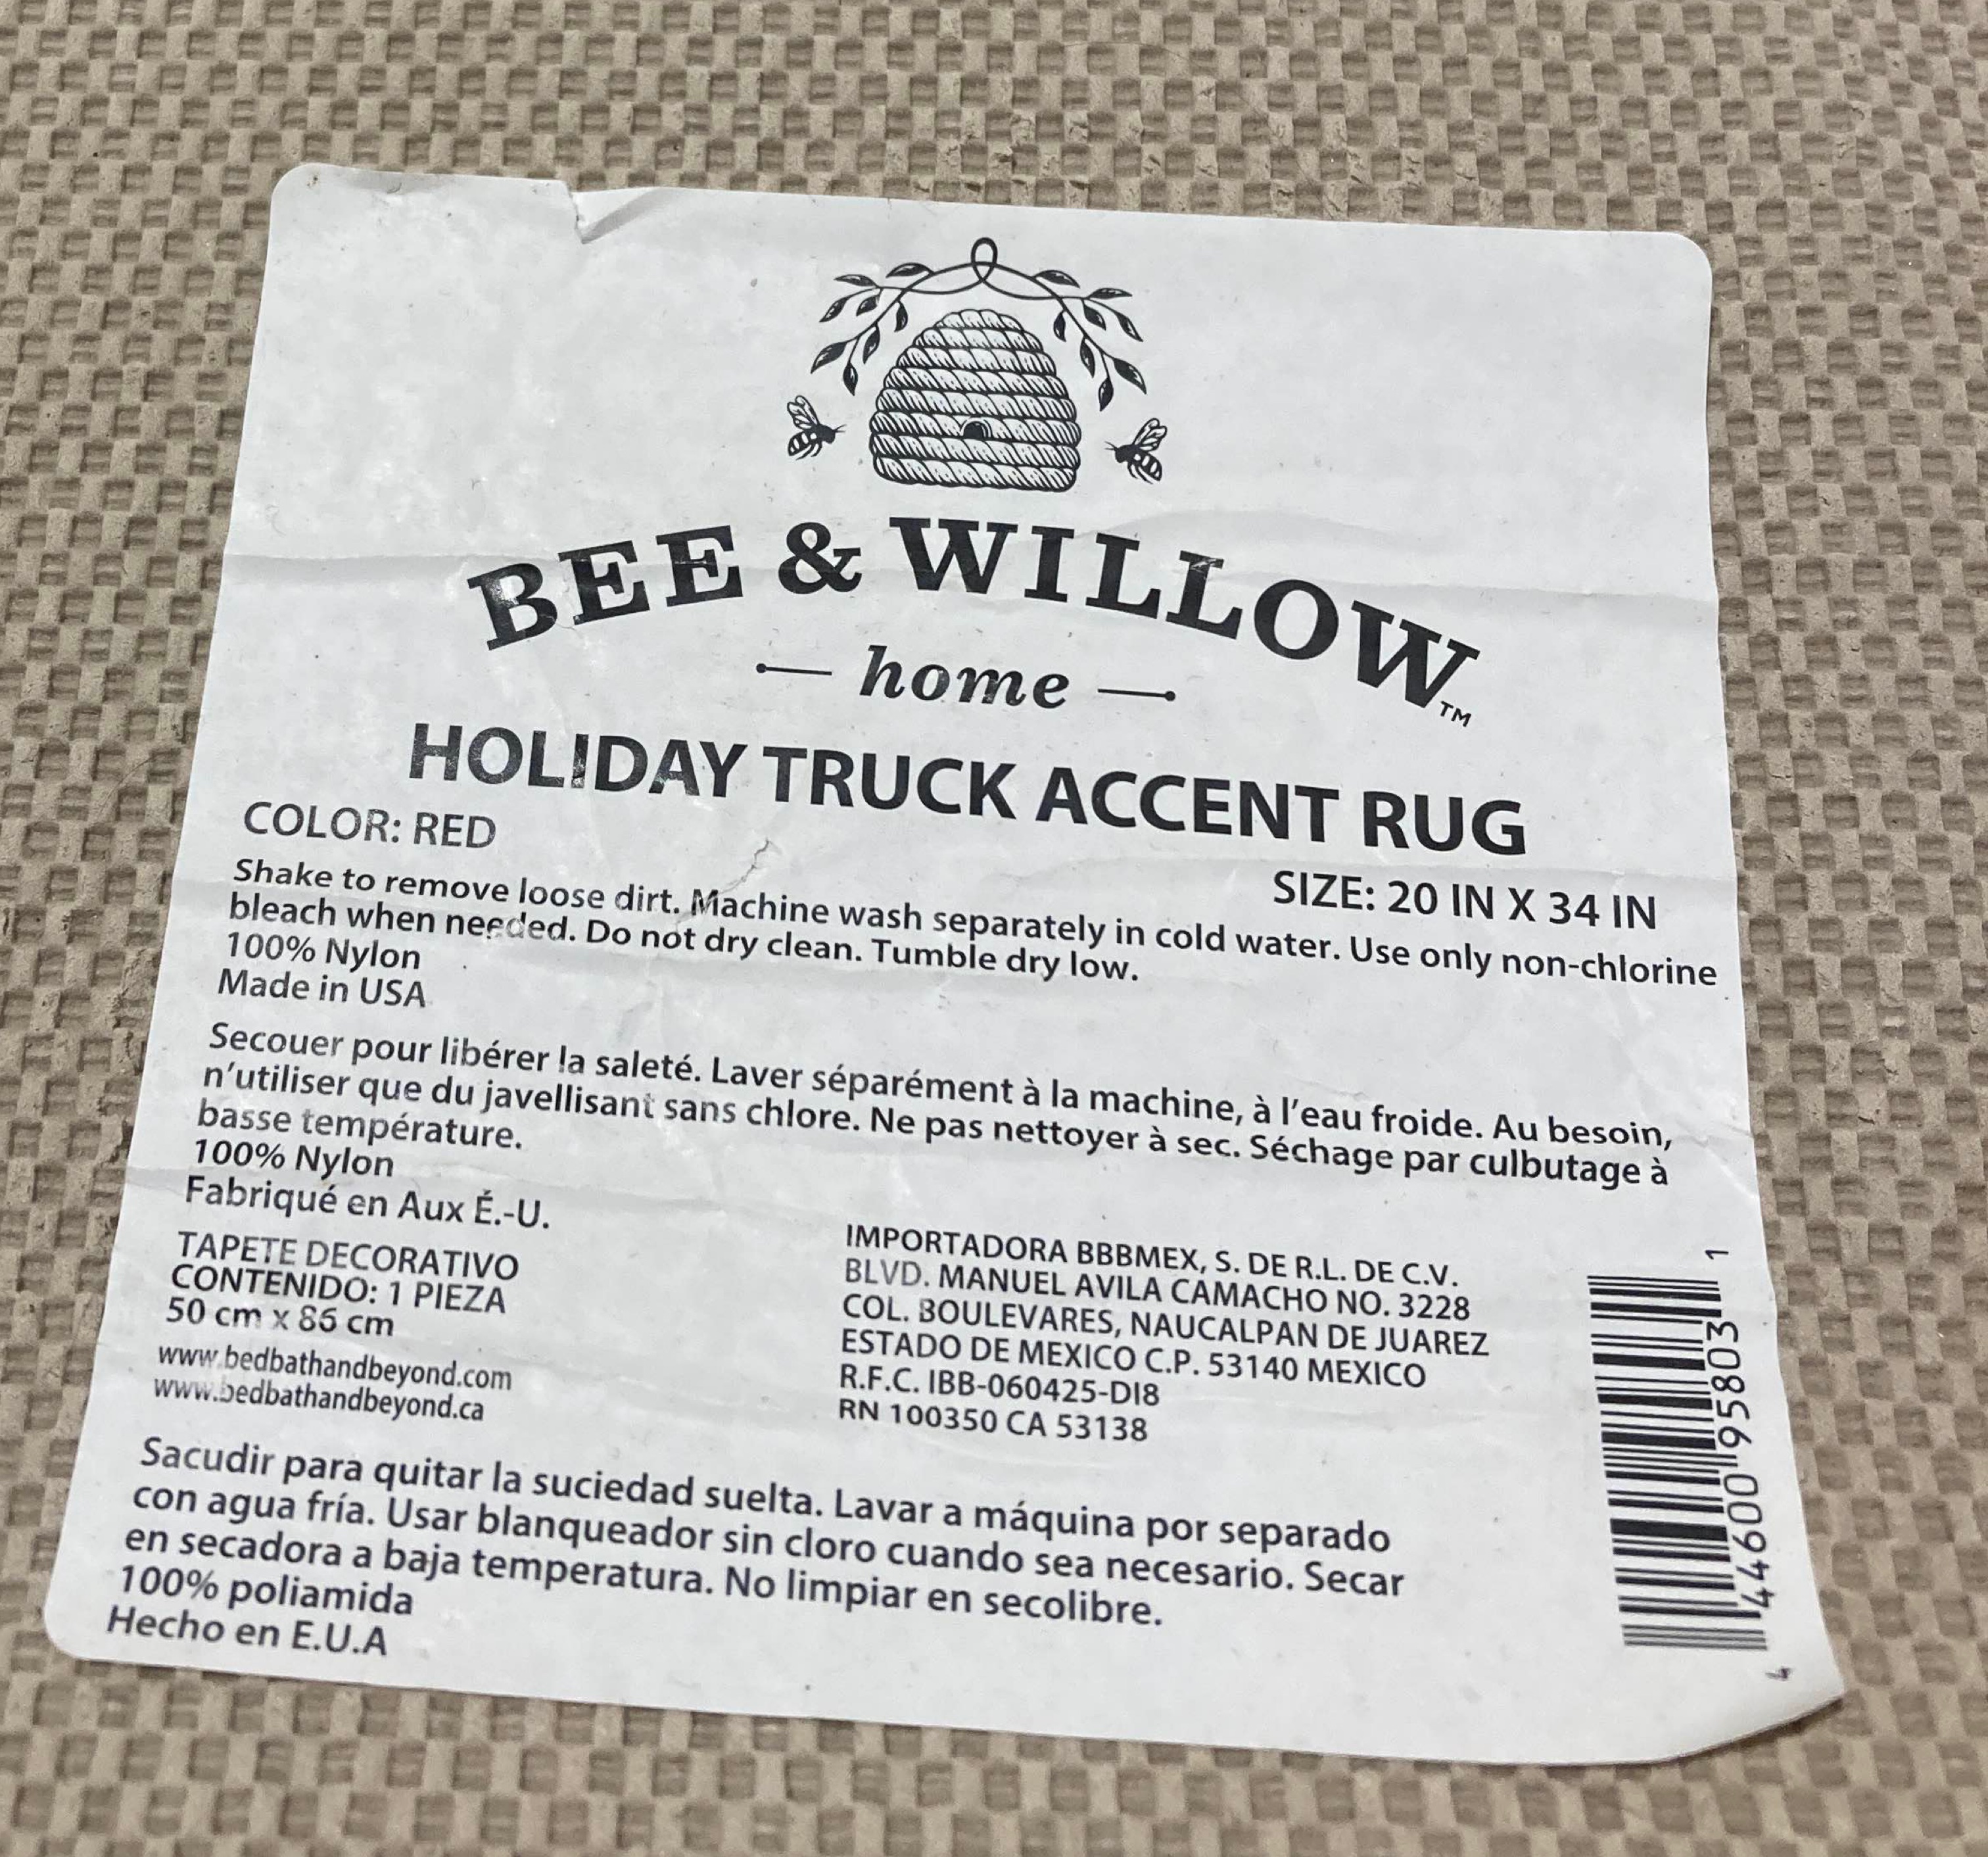 BEE & WILLOW™
home
HOLIDAY TRUCK ACCENT RUG
COLOR: RED
SIZE: 20 IN X 34 IN
Shake to remove loose dirt. Machine wash separately in cold water. Use only non-chlorine
bleach when needed. Do not dry clean. Tumble dry low.
100% Nylon
Made in USA
Secouer pour libérer la saleté. Laver séparément à la machine, à l'eau froide. Au besoin,
n'utiliser que du javellisant sans chlore. Ne pas nettoyer à sec. Séchage par culbutage à
basse température.
100% Nylon
Fabriqué en Aux É.-U.
TAPETE DECORATIVO
CONTENIDO: 1 PIEZA
50 cm x 86 cm
www.bedbathandbeyond.com
www.bedbathandbeyond.ca
IMPORTADORA BBBMEX, S. DE R.L. DE C.V.
BLVD. MANUEL AVILA CAMACHO NO. 3228
COL. BOULEVARES, NAUCALPAN DE JUAREZ
ESTADO DE MEXICO C.P. 53140 MEXICO
R.F.C. IBB-060425-DI8
RN 100350 CA 53138
Sacudir para quitar la suciedad suelta. Lavar a máquina por separado
con agua fría. Usar blanqueador sin cloro cuando sea necesario. Secar
en secadora a baja temperatura. No limpiar en secolibre.
100% poliamida
Hecho en E.U.A
4 44600 95803 1